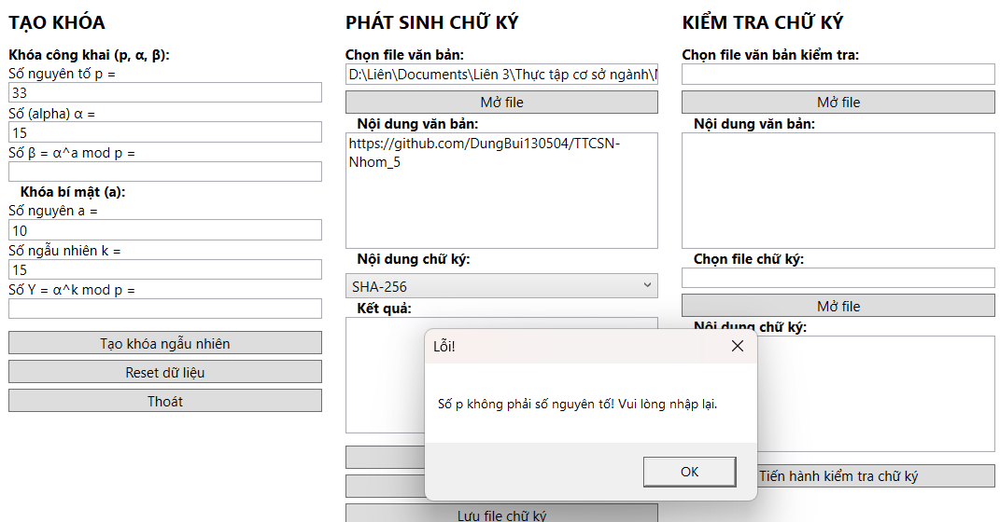 TẠO KHÓA
Khóa công khai (p, α, β):
Số nguyên tố p =
33
Số (alpha) α =
15
Số β = α^a mod p =
Khóa bí mật (a):
Số nguyên a =
10
Số ngẫu nhiên k =
15
Số Y = α^k mod p =
Tạo khóa ngẫu nhiên
Reset dữ liệu
Thoát
PHÁT SINH CHỮ KÝ
Chọn file văn bản:
D:\Liên\Documents\Liên 3\Thực tập cơ sở ngành\
Mở file
Nội dung văn bản:
https://github.com/DungBui130504/TTCSN-
Nhom_5
Nội dung chữ ký:
SHA-256
Kết quả:
Lưu file chữ ký
KIỂM TRA CHỮ KÝ
Chọn file văn bản kiểm tra:
Mở file
Nội dung văn bản:
Chọn file chữ ký:
Mở file
Nội dung chữ ký:
Tiến hành kiểm tra chữ ký
Lỗi!
Số p không phải số nguyên tố! Vui lòng nhập lại.
OK